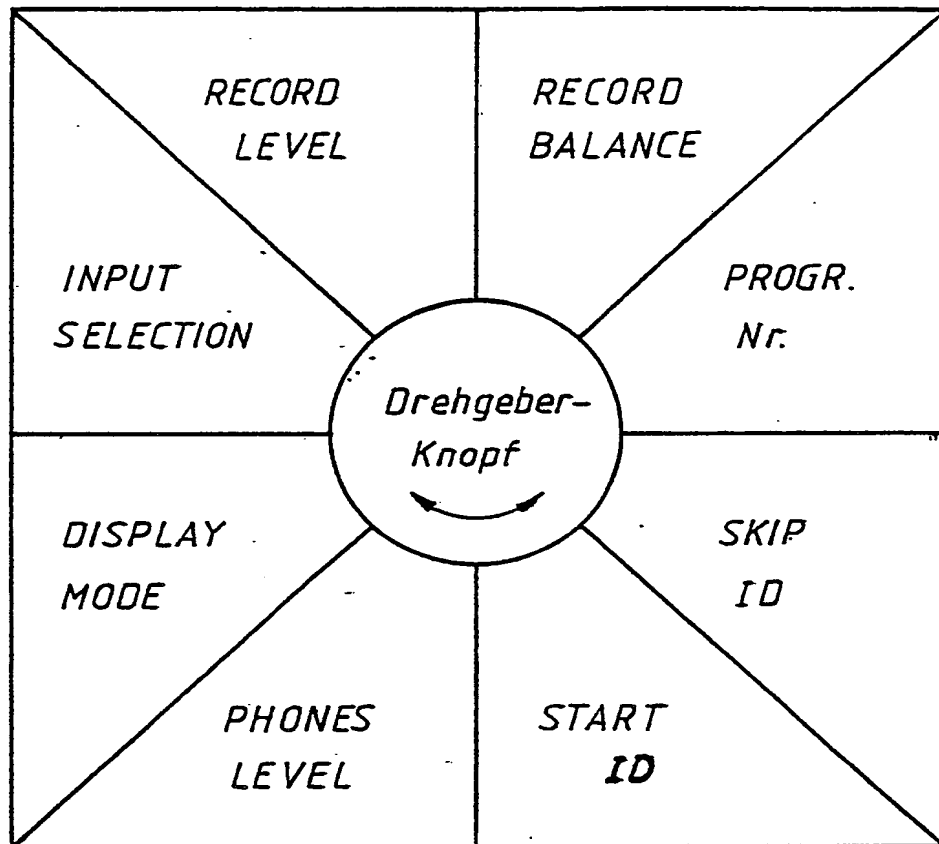 RECORD
LEVEL
RECORD
BALANCE
INPUT
SELECTION
PROGR.
Nr.
Drehgeber-
Knopf
DISPLAY
MODE
SKIP
ID
PHONES
LEVEL
START
ID